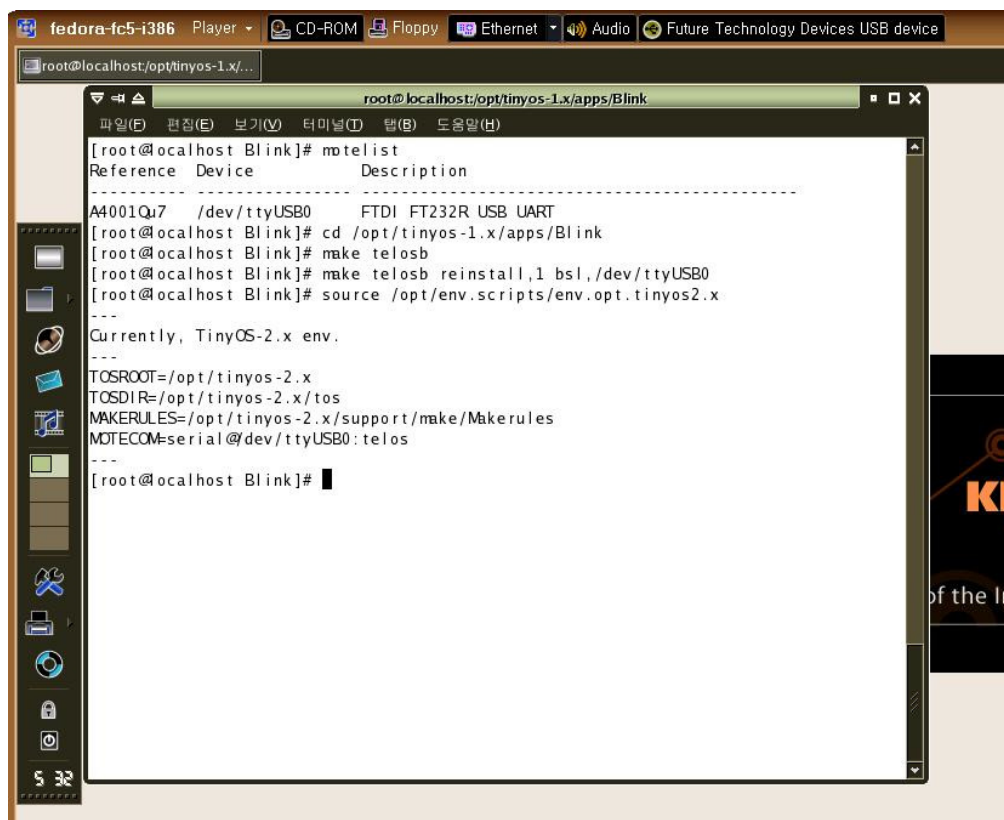 fedora-fc5-i386 Player CD-ROM Floppy Ethernet Audio Future Technology Devices USB device
root@localhost:/opt/tinyos-1.x/...
root@localhost:/opt/tinyos-1.x/apps/Blink
파일(F) 편집(E) 보기(V) 터미널(T) 탭(B) 도움말(H)
[root@localhost Blink]# motelist
Reference Device Description
---------- ---------------- ---------------------------------------------
A4001Qu7 /dev/ttyUSB0 FTDI FT232R USB UART
[root@localhost Blink]# cd /opt/tinyos-1.x/apps/Blink
[root@localhost Blink]# make telosb
[root@localhost Blink]# make telosb reinstall,1 bsl,/dev/ttyUSB0
[root@localhost Blink]# source /opt/env.scripts/env.opt.tinyos2.x
---
Currently, TinyOS-2.x env.
---
TOSROOT=/opt/tinyos-2.x
TOSDIR=/opt/tinyos-2.x/tos
MAKERULES=/opt/tinyos-2.x/support/make/Makerules
MOTECOM=serial@/dev/ttyUSB0:telos
---
[root@localhost Blink]#
of the
5 32